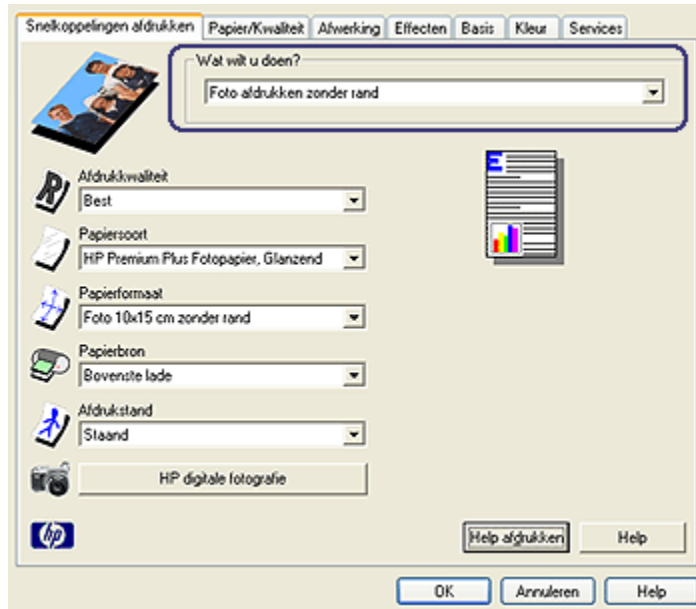 Snelkoppelingen afdrukken Papier/Kwaliteit Afwerking Effecten Basis Kleur Services
Wat wilt u doen?
Foto afdrukken zonder rand
E
Afdrukkwaliteit
Best
Papiersoort
HP Premium Plus Fotopapier, Glanzend
Papierformaat
Foto 10x15 cm zonder rand
Papierbron
Bovenste lade
Afdrukstand
Staand
HP digitale fotografie
hp
Help afdrukken Help
OK Annuleren Help